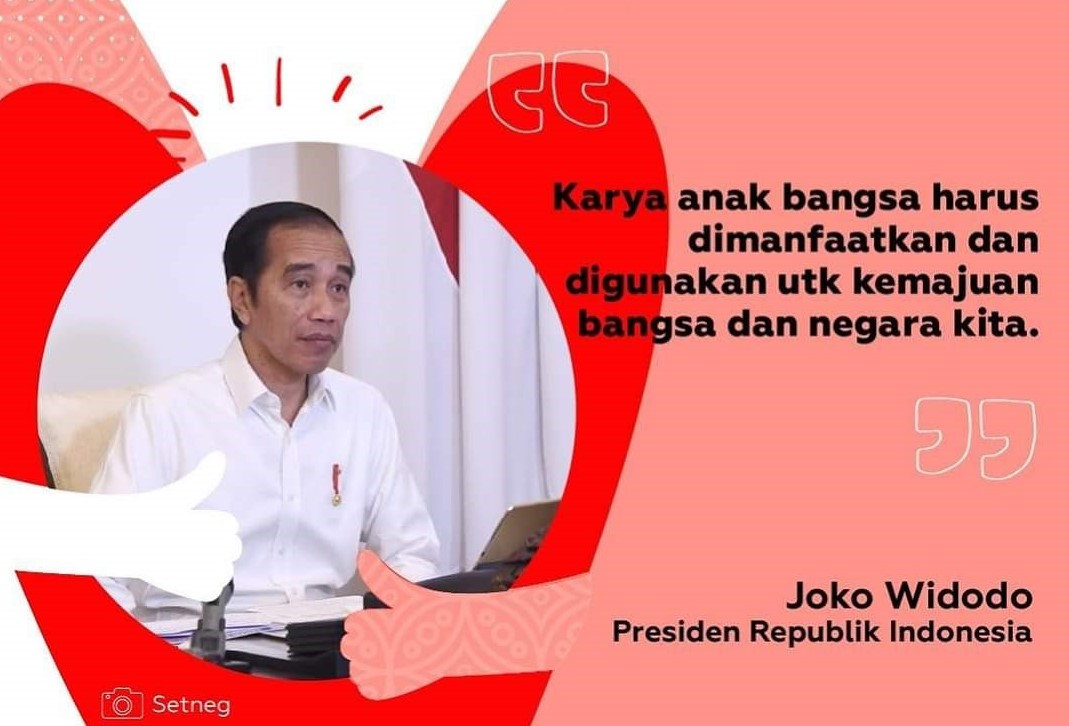 Karya anak bangsa harus
dimanfaatkan dan
digunakan utk kemajuan
bangsa dan negara kita.
Joko Widodo
Presiden Republik Indonesia
Setneg